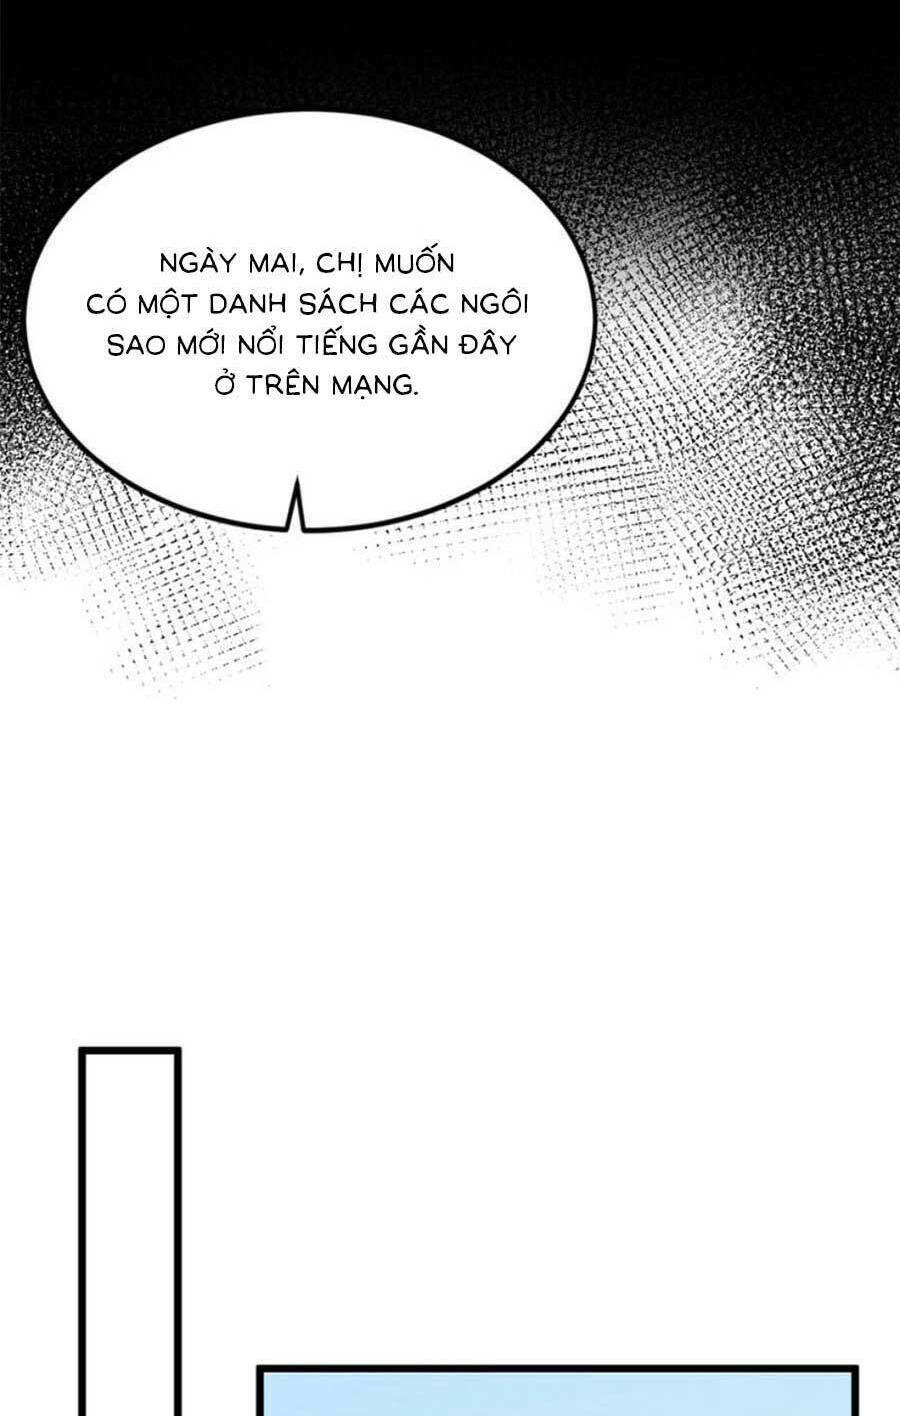 NGÀY MAI, CHỊ MUỐN
CÓ MỘT DANH SÁCH CÁC NGÔI
SAO MỚI NỔI TIẾNG GẦN ĐÂY
Ở TRÊN MẠNG.